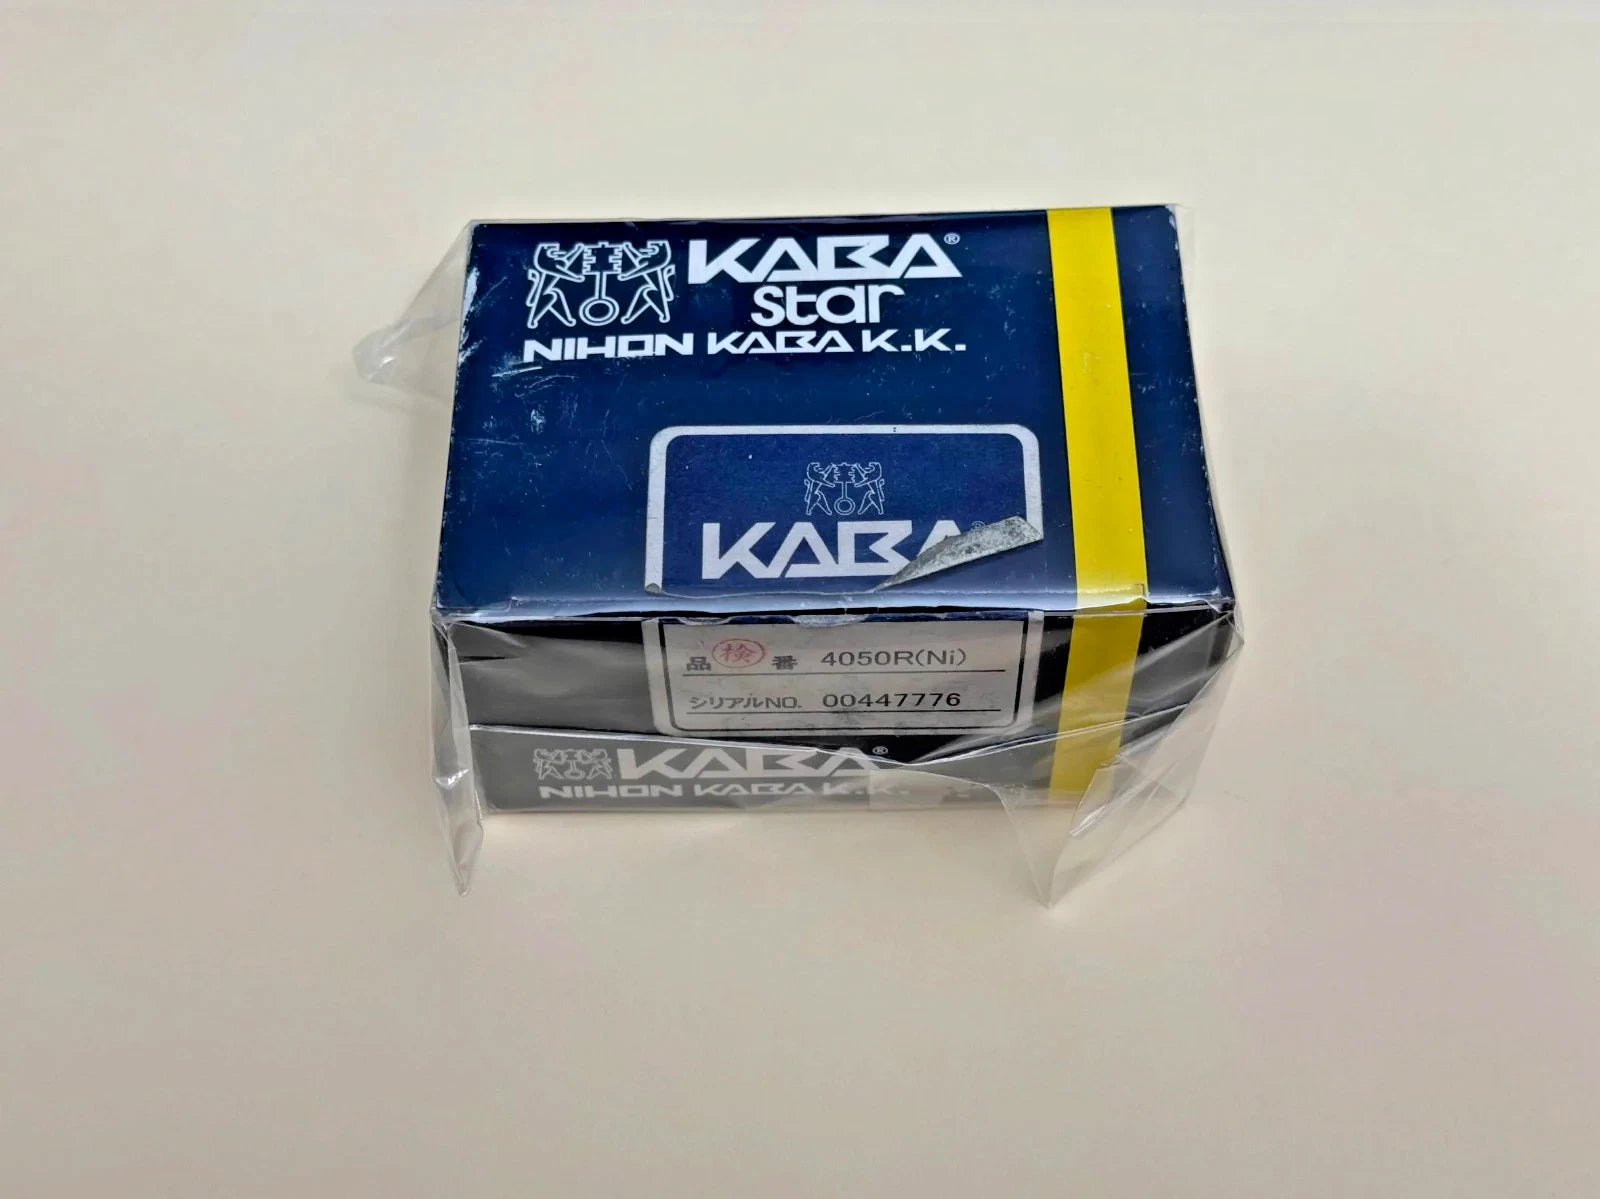 KABA®
star
NIHON KABA K.K.
KABA®
品 検 番 4050R(Ni)
シリアルNO. 00447776
KABA®
NIHON KABA K.K.